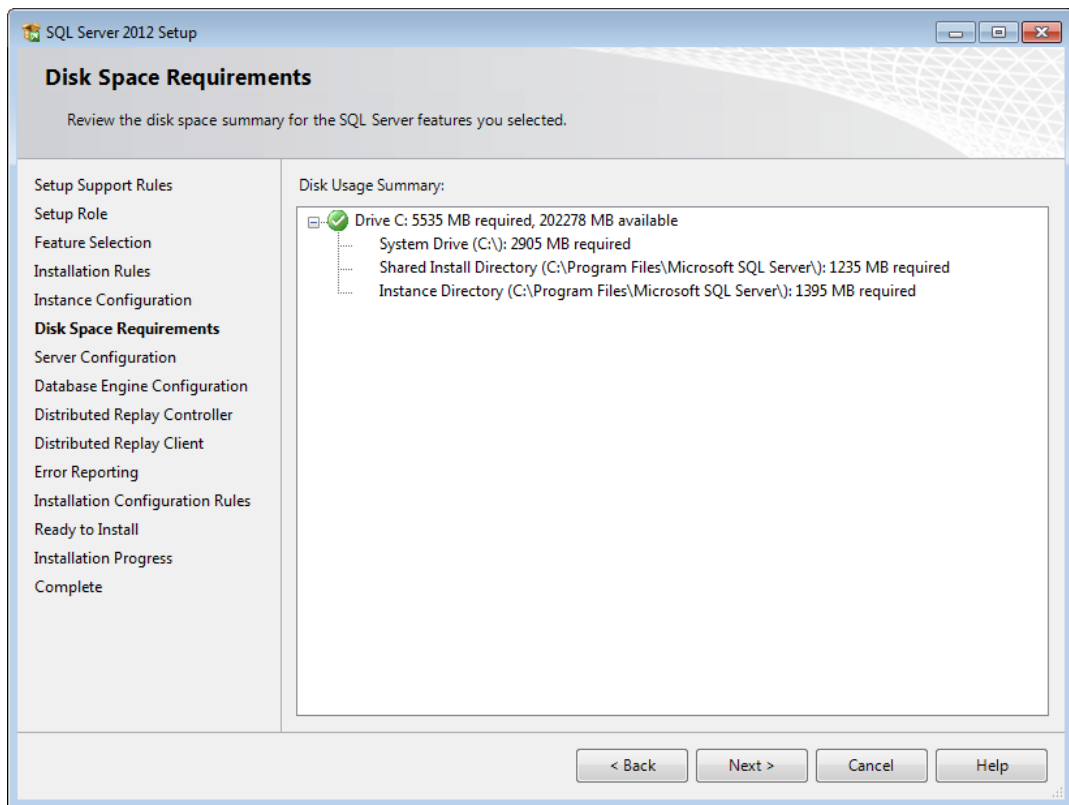 SQL Server 2012 Setup
Disk Space Requirements
Review the disk space summary for the SQL Server features you selected.
Setup Support Rules
Setup Role
Feature Selection
Installation Rules
Instance Configuration
Disk Space Requirements
Server Configuration
Database Engine Configuration
Distributed Replay Controller
Distributed Replay Client
Error Reporting
Installation Configuration Rules
Ready to Install
Installation Progress
Complete
Disk Usage Summary:
Drive C: 5535 MB required, 202278 MB available
System Drive (C:\): 2905 MB required
Shared Install Directory (C:\Program Files\Microsoft SQL Server\): 1235 MB required
Instance Directory (C:\Program Files\Microsoft SQL Server\): 1395 MB required
< Back
Next >
Cancel
Help